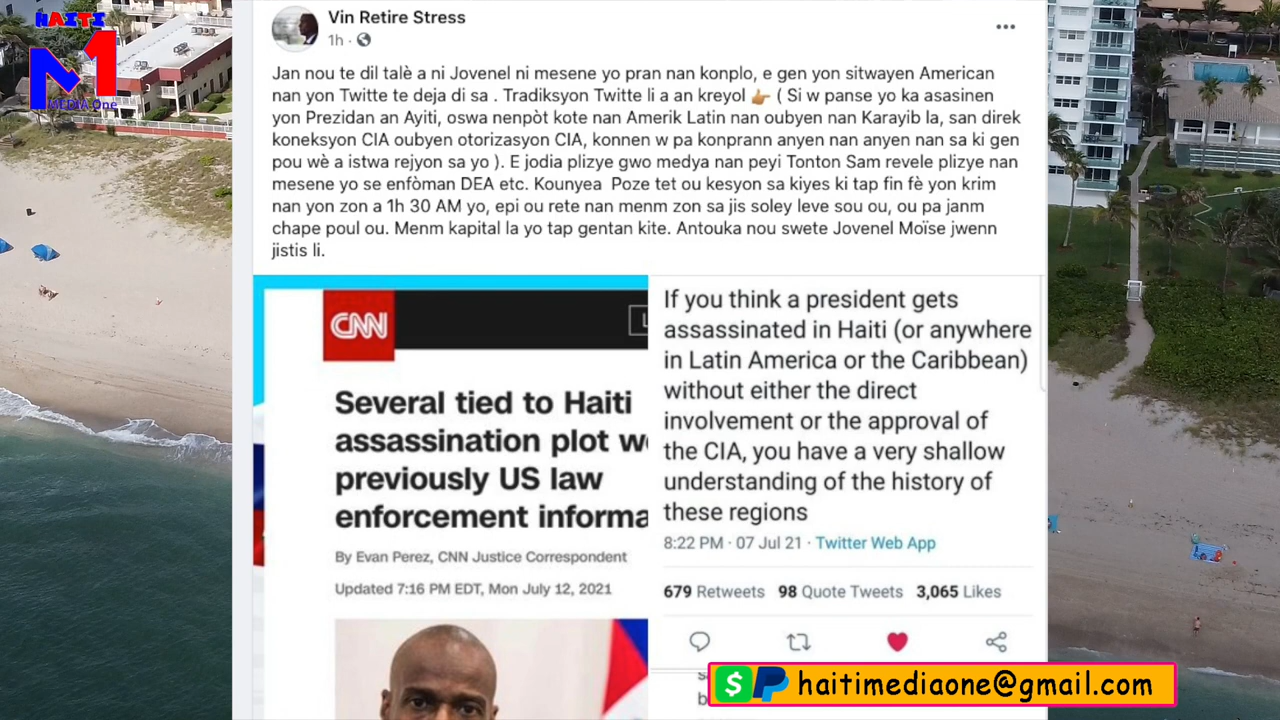 HAITI
M1
MEDIA One
Vin Retire Stress
1h ·
Jan nou te dil talè a ni Jovenel ni mesene yo pran nan konplo, e gen yon sitwayen American
nan yon Twitte te deja di sa . Tradiksyon Twitte li a an kreyol 👉 ( Si w panse yo ka asasinen
yon Prezidan an Ayiti, oswa nenpòt kote nan Amerik Latin nan oubyen nan Karayib la, san direk
koneksyon CIA oubyen otorizasyon CIA, konnen w pa konprann anyen nan anyen nan sa ki gen
pou wè a istwa rejyon sa yo ). E jodia plizye gwo medya nan peyi Tonton Sam revele plizye nan
mesene yo se enfòman DEA etc. Kounyea Poze tet ou kesyon sa kiyes ki tap fin fè yon krim
nan yon zon a 1h 30 AM yo, epi ou rete nan menm zon sa jis soley leve sou ou, ou pa janm
chape poul ou. Menm kapital la yo tap gentan kite. Antouka nou swete Jovenel Moïse jwenn
jistis li.
CNN
Several tied to Haiti
assassination plot we
previously US law
enforcement informa
By Evan Perez, CNN Justice Correspondent
Updated 7:16 PM EDT, Mon July 12, 2021
If you think a president gets
assassinated in Haiti (or anywhere
in Latin America or the Caribbean)
without either the direct
involvement or the approval of
the CIA, you have a very shallow
understanding of the history of
these regions
8:22 PM · 07 Jul 21 · Twitter Web App
679 Retweets 98 Quote Tweets 3,065 Likes
$ P haitimediaone@gmail.com